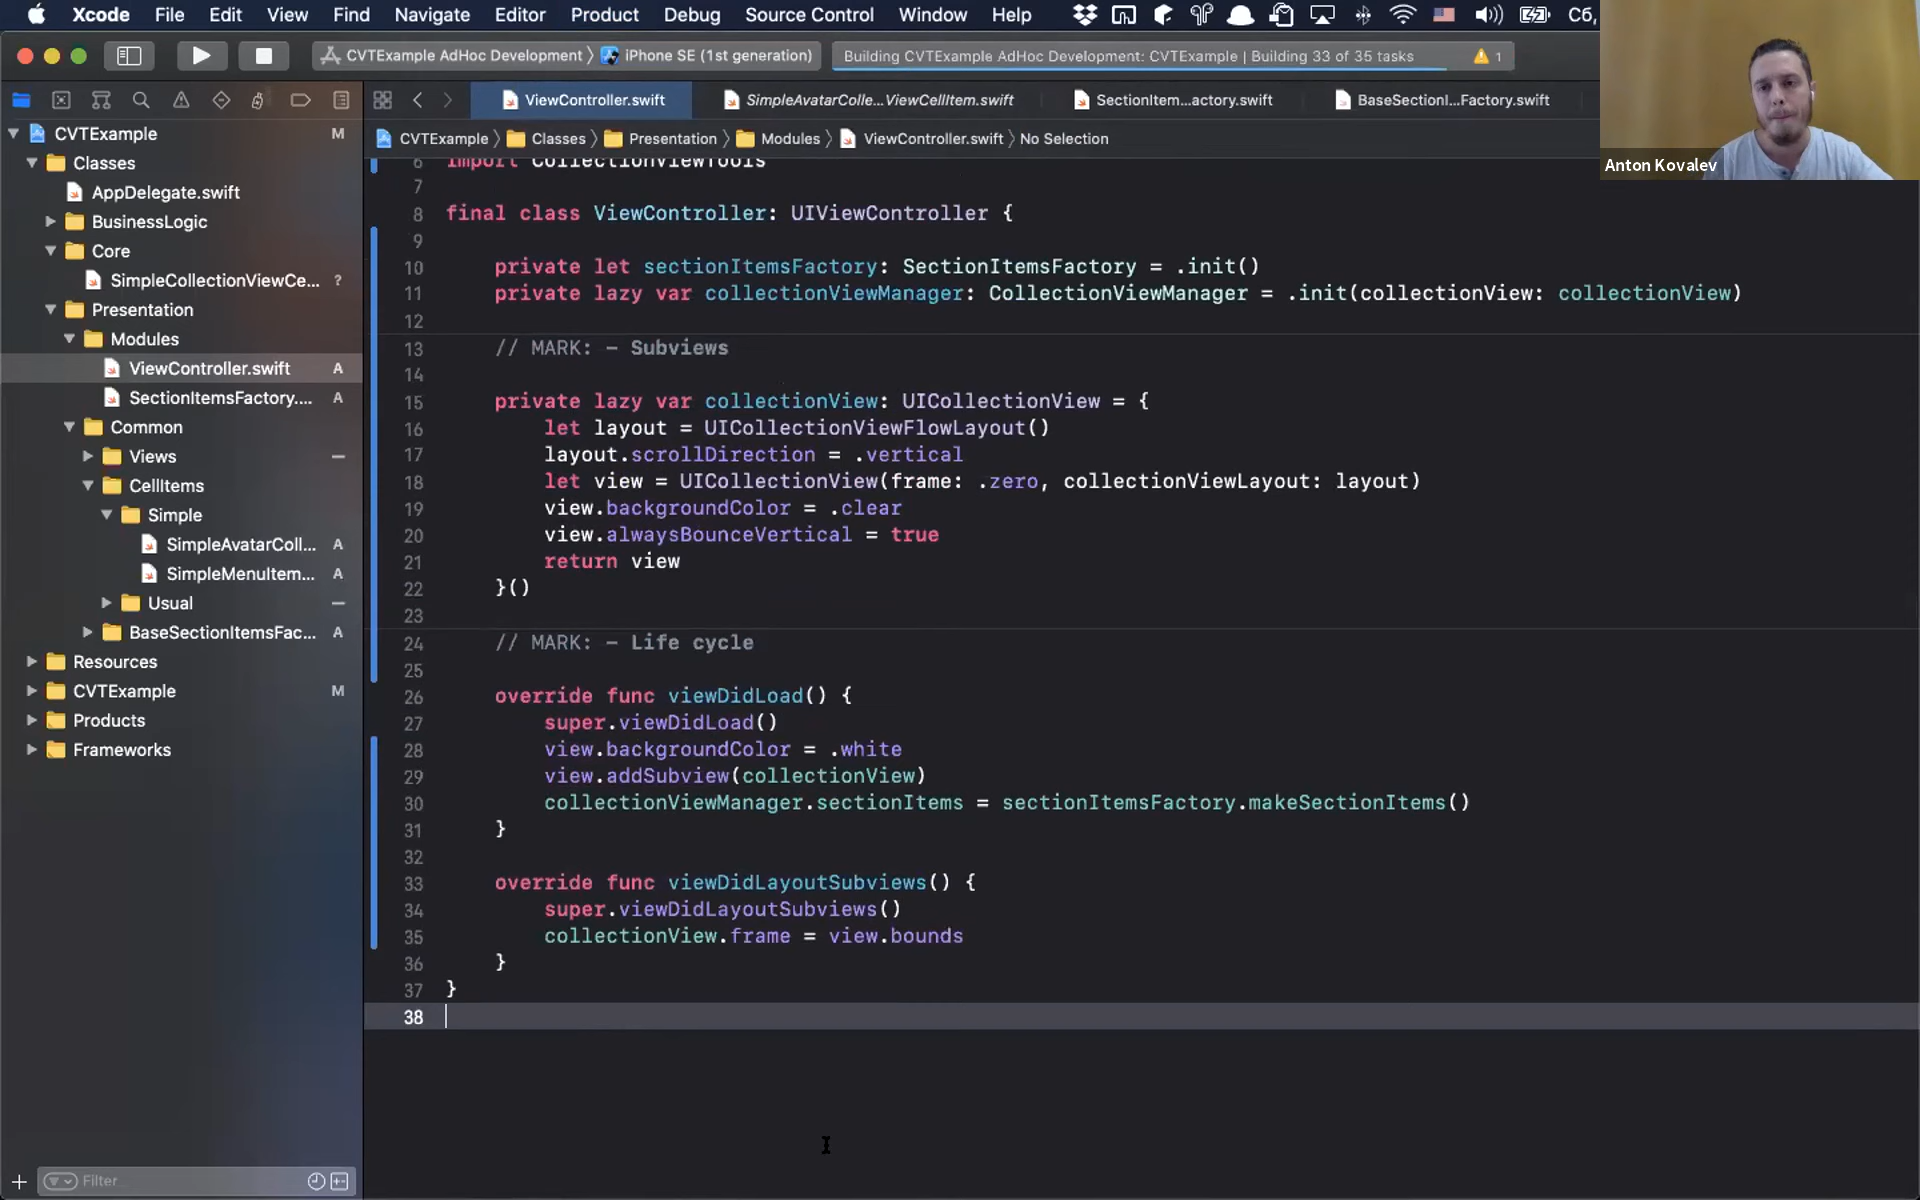 Xcode File Edit View Find Navigate Editor Product Debug Source Control Window Help Сб,
CVTExample AdHoc Development iPhone SE (1st generation) Building CVTExample AdHoc Development: CVTExample | Building 33 of 35 tasks 1
ViewController.swift SimpleAvatarColle...ViewCellItem.swift SectionItem...actory.swift BaseSectionI...Factory.swift
CVTExample Classes Presentation Modules ViewController.swift No Selection
Anton Kovalev
CVTExample M
Classes
AppDelegate.swift
BusinessLogic
Core
SimpleCollectionViewCe... ?
Presentation
Modules
ViewController.swift A
SectionItemsFactory.... A
Common
Views —
CellItems
Simple
SimpleAvatarColl... A
SimpleMenuItem... A
Usual —
BaseSectionItemsFac... A
Resources
CVTExample M
Products
Frameworks
Filter
6 import CollectionViewTools
7
8 final class ViewController: UIViewController {
9
10 private let sectionItemsFactory: SectionItemsFactory = .init()
11 private lazy var collectionViewManager: CollectionViewManager = .init(collectionView: collectionView)
12
13 // MARK: - Subviews
14
15 private lazy var collectionView: UICollectionView = {
16 let layout = UICollectionViewFlowLayout()
17 layout.scrollDirection = .vertical
18 let view = UICollectionView(frame: .zero, collectionViewLayout: layout)
19 view.backgroundColor = .clear
20 view.alwaysBounceVertical = true
21 return view
22 }()
23
24 // MARK: - Life cycle
25
26 override func viewDidLoad() {
27 super.viewDidLoad()
28 view.backgroundColor = .white
29 view.addSubview(collectionView)
30 collectionViewManager.sectionItems = sectionItemsFactory.makeSectionItems()
31 }
32
33 override func viewDidLayoutSubviews() {
34 super.viewDidLayoutSubviews()
35 collectionView.frame = view.bounds
36 }
37 }
38